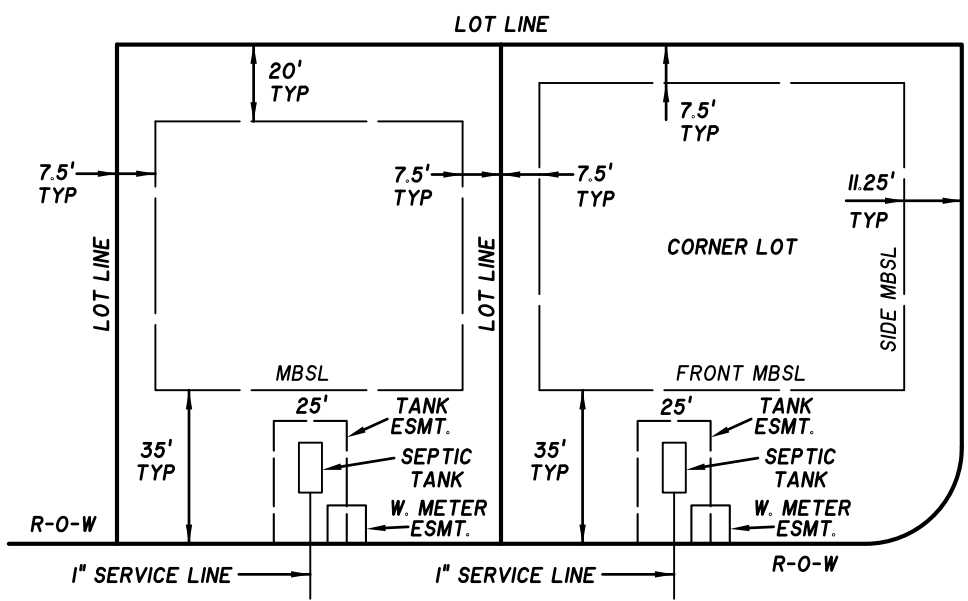 LOT LINE
20'
TYP
7.5'
TYP
7.5'
TYP
7.5'
TYP
7.5'
TYP
11.25'
TYP
CORNER LOT
LOT LINE
LOT LINE
SIDE MBSL
MBSL
FRONT MBSL
25'
TANK
ESMT.
25'
TANK
ESMT.
35'
TYP
SEPTIC
TANK
35'
TYP
SEPTIC
TANK
W. METER
ESMT.
W. METER
ESMT.
R-O-W
R-O-W
1" SERVICE LINE
1" SERVICE LINE